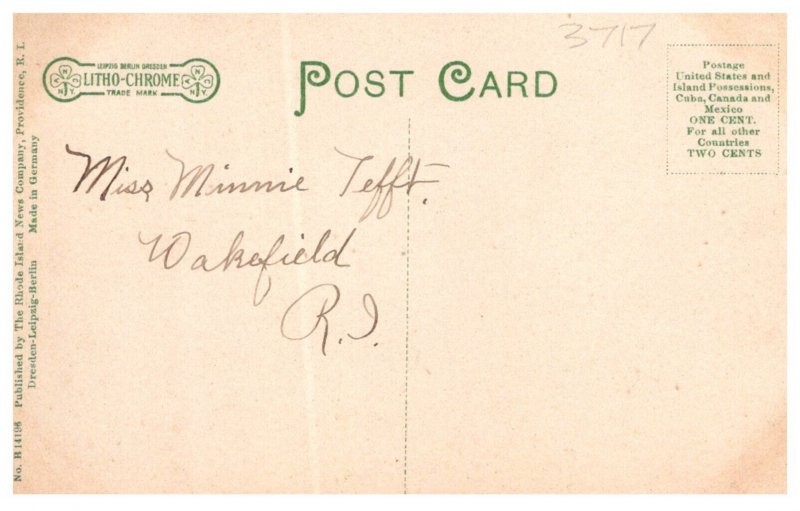 3717
LEIPZIG BERLIN DRESDEN
LITHO-CHROME
TRADE MARK
POST CARD
Postage
United States and
Island Possessions,
Cuba, Canada and
Mexico
ONE CENT.
For all other
Countries
TWO CENTS
Miss Minnie Tefft.
Wakefield
R.I.
No. B 14196 Published by The Rhode Island News Company, Providence, R. I.
Dresden-Leipzig-Berlin Made in Germany